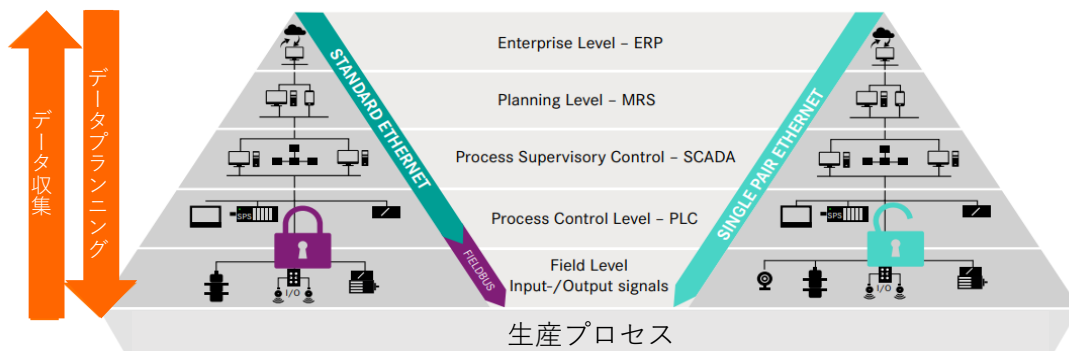 データ収集
データプランニング
STANDARD ETHERNET
FIELDBUS
SPS
I/O
Enterprise Level – ERP
Planning Level – MRS
Process Supervisory Control – SCADA
Process Control Level – PLC
Field Level
Input-/Output signals
SINGLE PAIR ETHERNET
SPS
I/O
生産プロセス